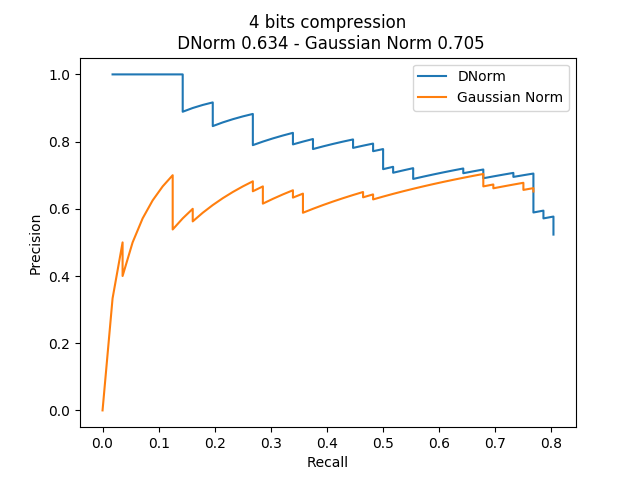 4 bits compression
DNorm 0.634 - Gaussian Norm 0.705
DNorm
Gaussian Norm
1.0
0.8
0.6
0.4
0.2
0.0
Precision
0.0 0.1 0.2 0.3 0.4 0.5 0.6 0.7 0.8
Recall